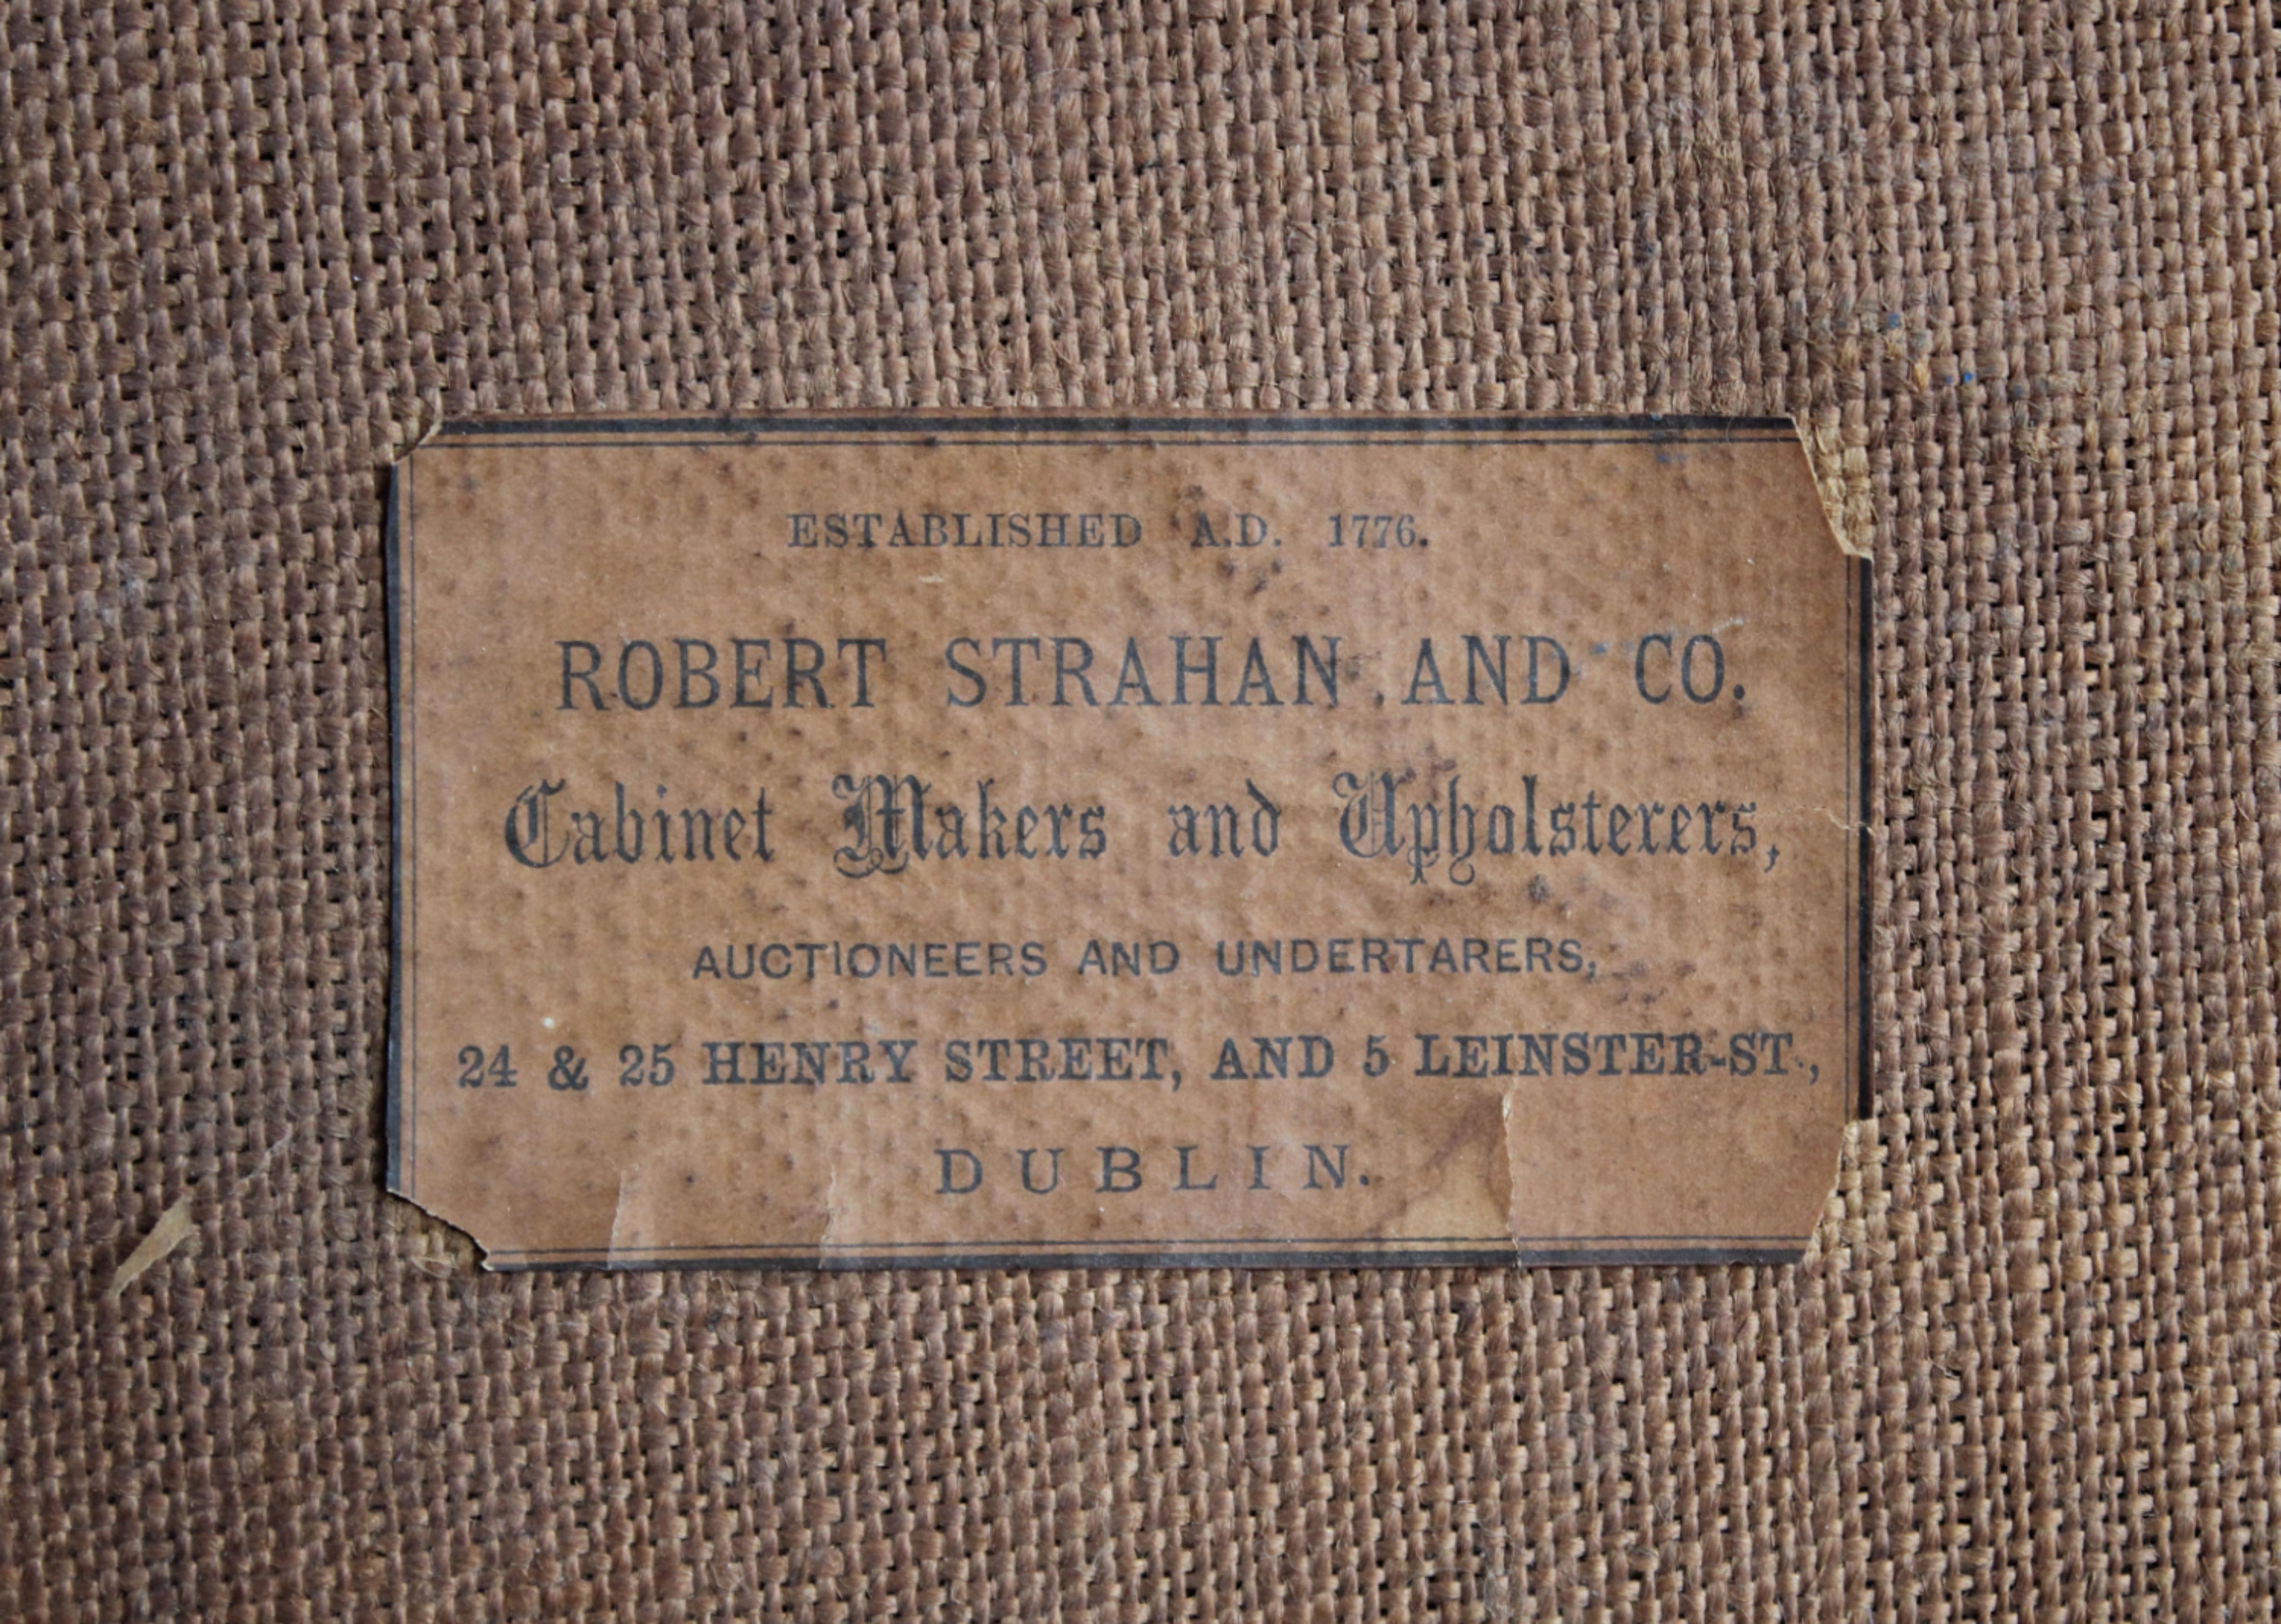 ESTABLISHED A.D. 1776.
ROBERT STRAHAN AND CO.
Cabinet Makers and Upholsterers,
AUCTIONEERS AND UNDERTARERS,
24 & 25 HENRY STREET, AND 5 LEINSTER-ST.,
DUBLIN.